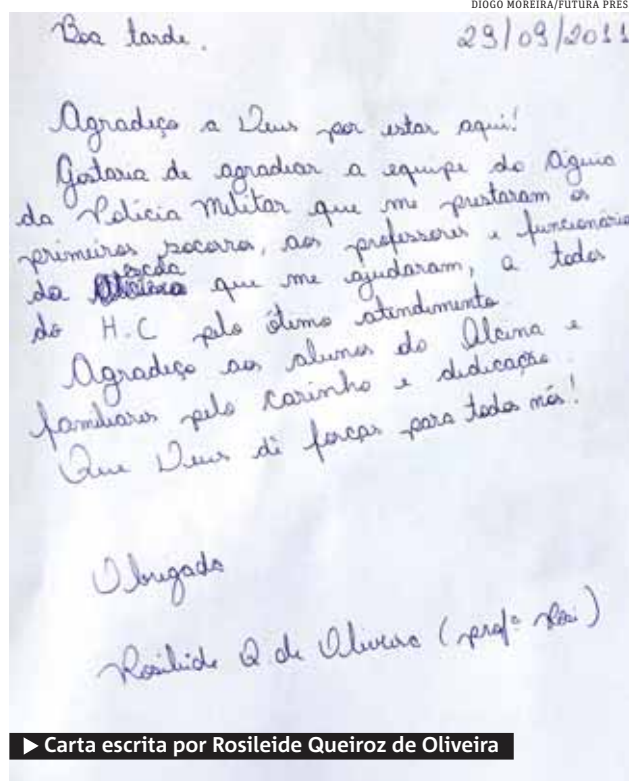 DIOGO MOREIRA/FUTURA PRES
Boa tarde. 29/09/2011
Agradeço a Deus por estar aqui!
Gostaria de agradecer a equipe do Águia
da Polícia Militar que me prestaram os
primeiros socorros, aos professores e funcionários
da escola que me ajudaram, a todos
do H.C pelo ótimo atendimento.
Agradeço aos alunos do Alcina e
familiares pelo carinho e dedicação.
Que Deus dê forças para todos nós!
Obrigada
Rosileide Q de Oliveira (profª Rosi)
▶ Carta escrita por Rosileide Queiroz de Oliveira